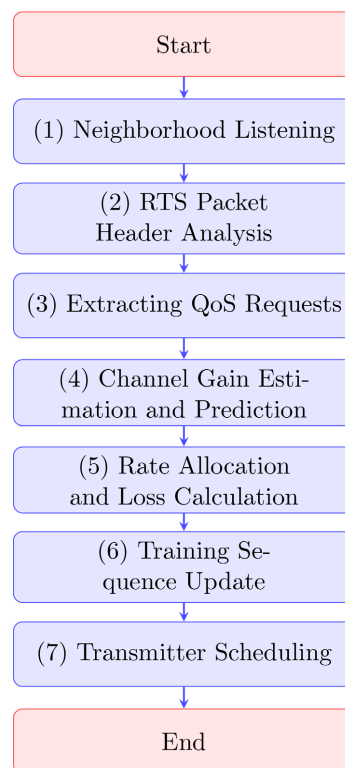 Start
(1) Neighborhood Listening
(2) RTS Packet
Header Analysis
(3) Extracting QoS Requests
(4) Channel Gain Esti-
mation and Prediction
(5) Rate Allocation
and Loss Calculation
(6) Training Se-
quence Update
(7) Transmitter Scheduling
End